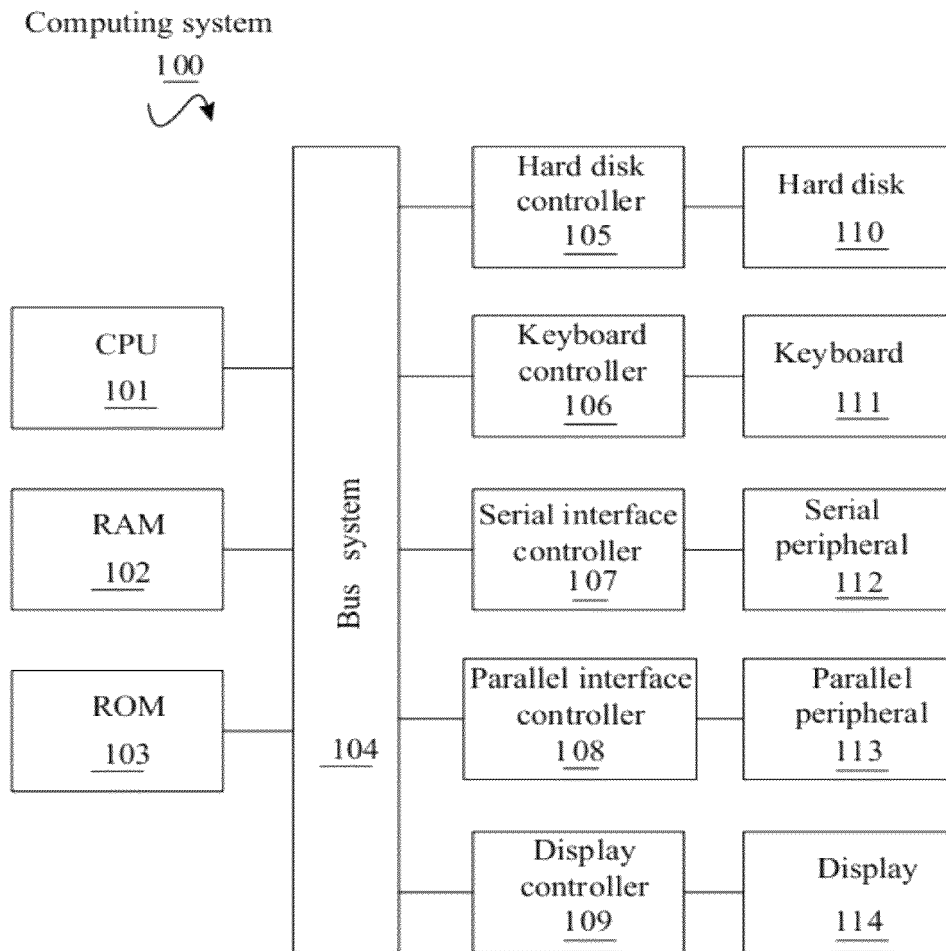 Computing system
100
Hard disk
controller
105
Hard disk
110
CPU
101
Keyboard
controller
106
Keyboard
111
RAM
102
Bus system
104
Serial interface
controller
107
Serial
peripheral
112
ROM
103
Parallel interface
controller
108
Parallel
peripheral
113
Display
controller
109
Display
114